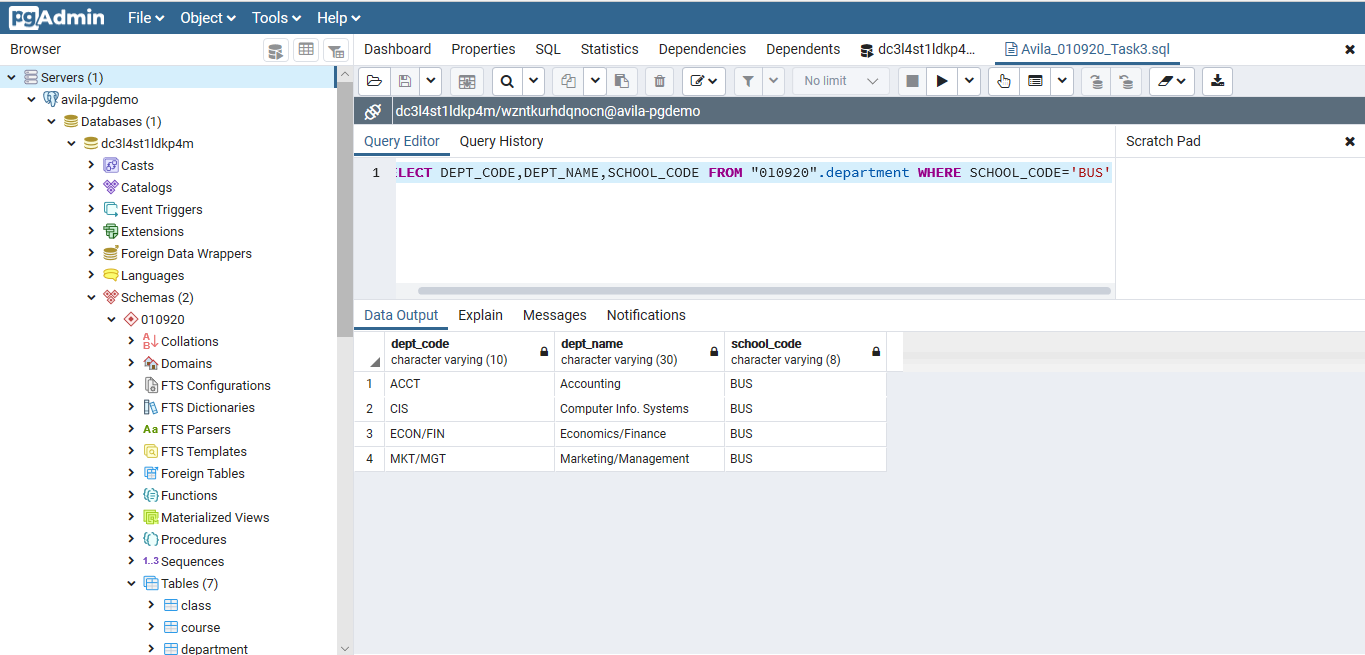 pgAdmin File Object Tools Help
Browser
Dashboard Properties SQL Statistics Dependencies Dependents dc3l4st1ldkp4... Avila_010920_Task3.sql
No limit
dc3l4st1ldkp4m/wzntkurhdqnocn@avila-pgdemo
Query Editor Query History
Scratch Pad
1 LECT DEPT_CODE,DEPT_NAME,SCHOOL_CODE FROM "010920".department WHERE SCHOOL_CODE='BUS'
Servers (1)
avila-pgdemo
Databases (1)
dc3l4st1ldkp4m
Casts
Catalogs
Event Triggers
Extensions
Foreign Data Wrappers
Languages
Schemas (2)
010920
Collations
Domains
FTS Configurations
FTS Dictionaries
Aa FTS Parsers
FTS Templates
Foreign Tables
Functions
Materialized Views
Procedures
1..3 Sequences
Tables (7)
class
course
department
Data Output Explain Messages Notifications
dept_code dept_name school_code
character varying (10) character varying (30) character varying (8)
1 ACCT Accounting BUS
2 CIS Computer Info. Systems BUS
3 ECON/FIN Economics/Finance BUS
4 MKT/MGT Marketing/Management BUS